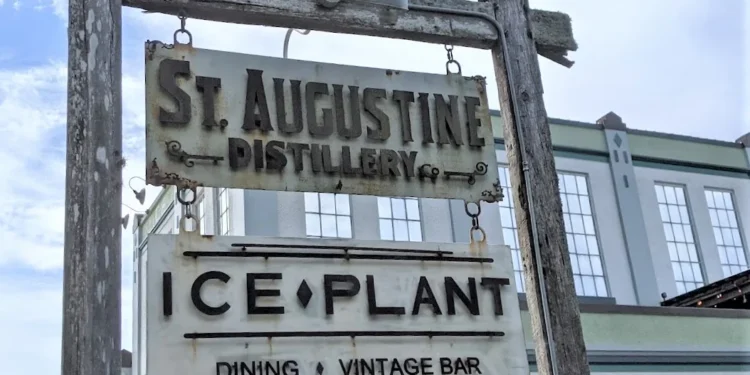 ST. AUGUSTINE
DISTILLERY
ICE♦PLANT
DINING ♦ VINTAGE BAR